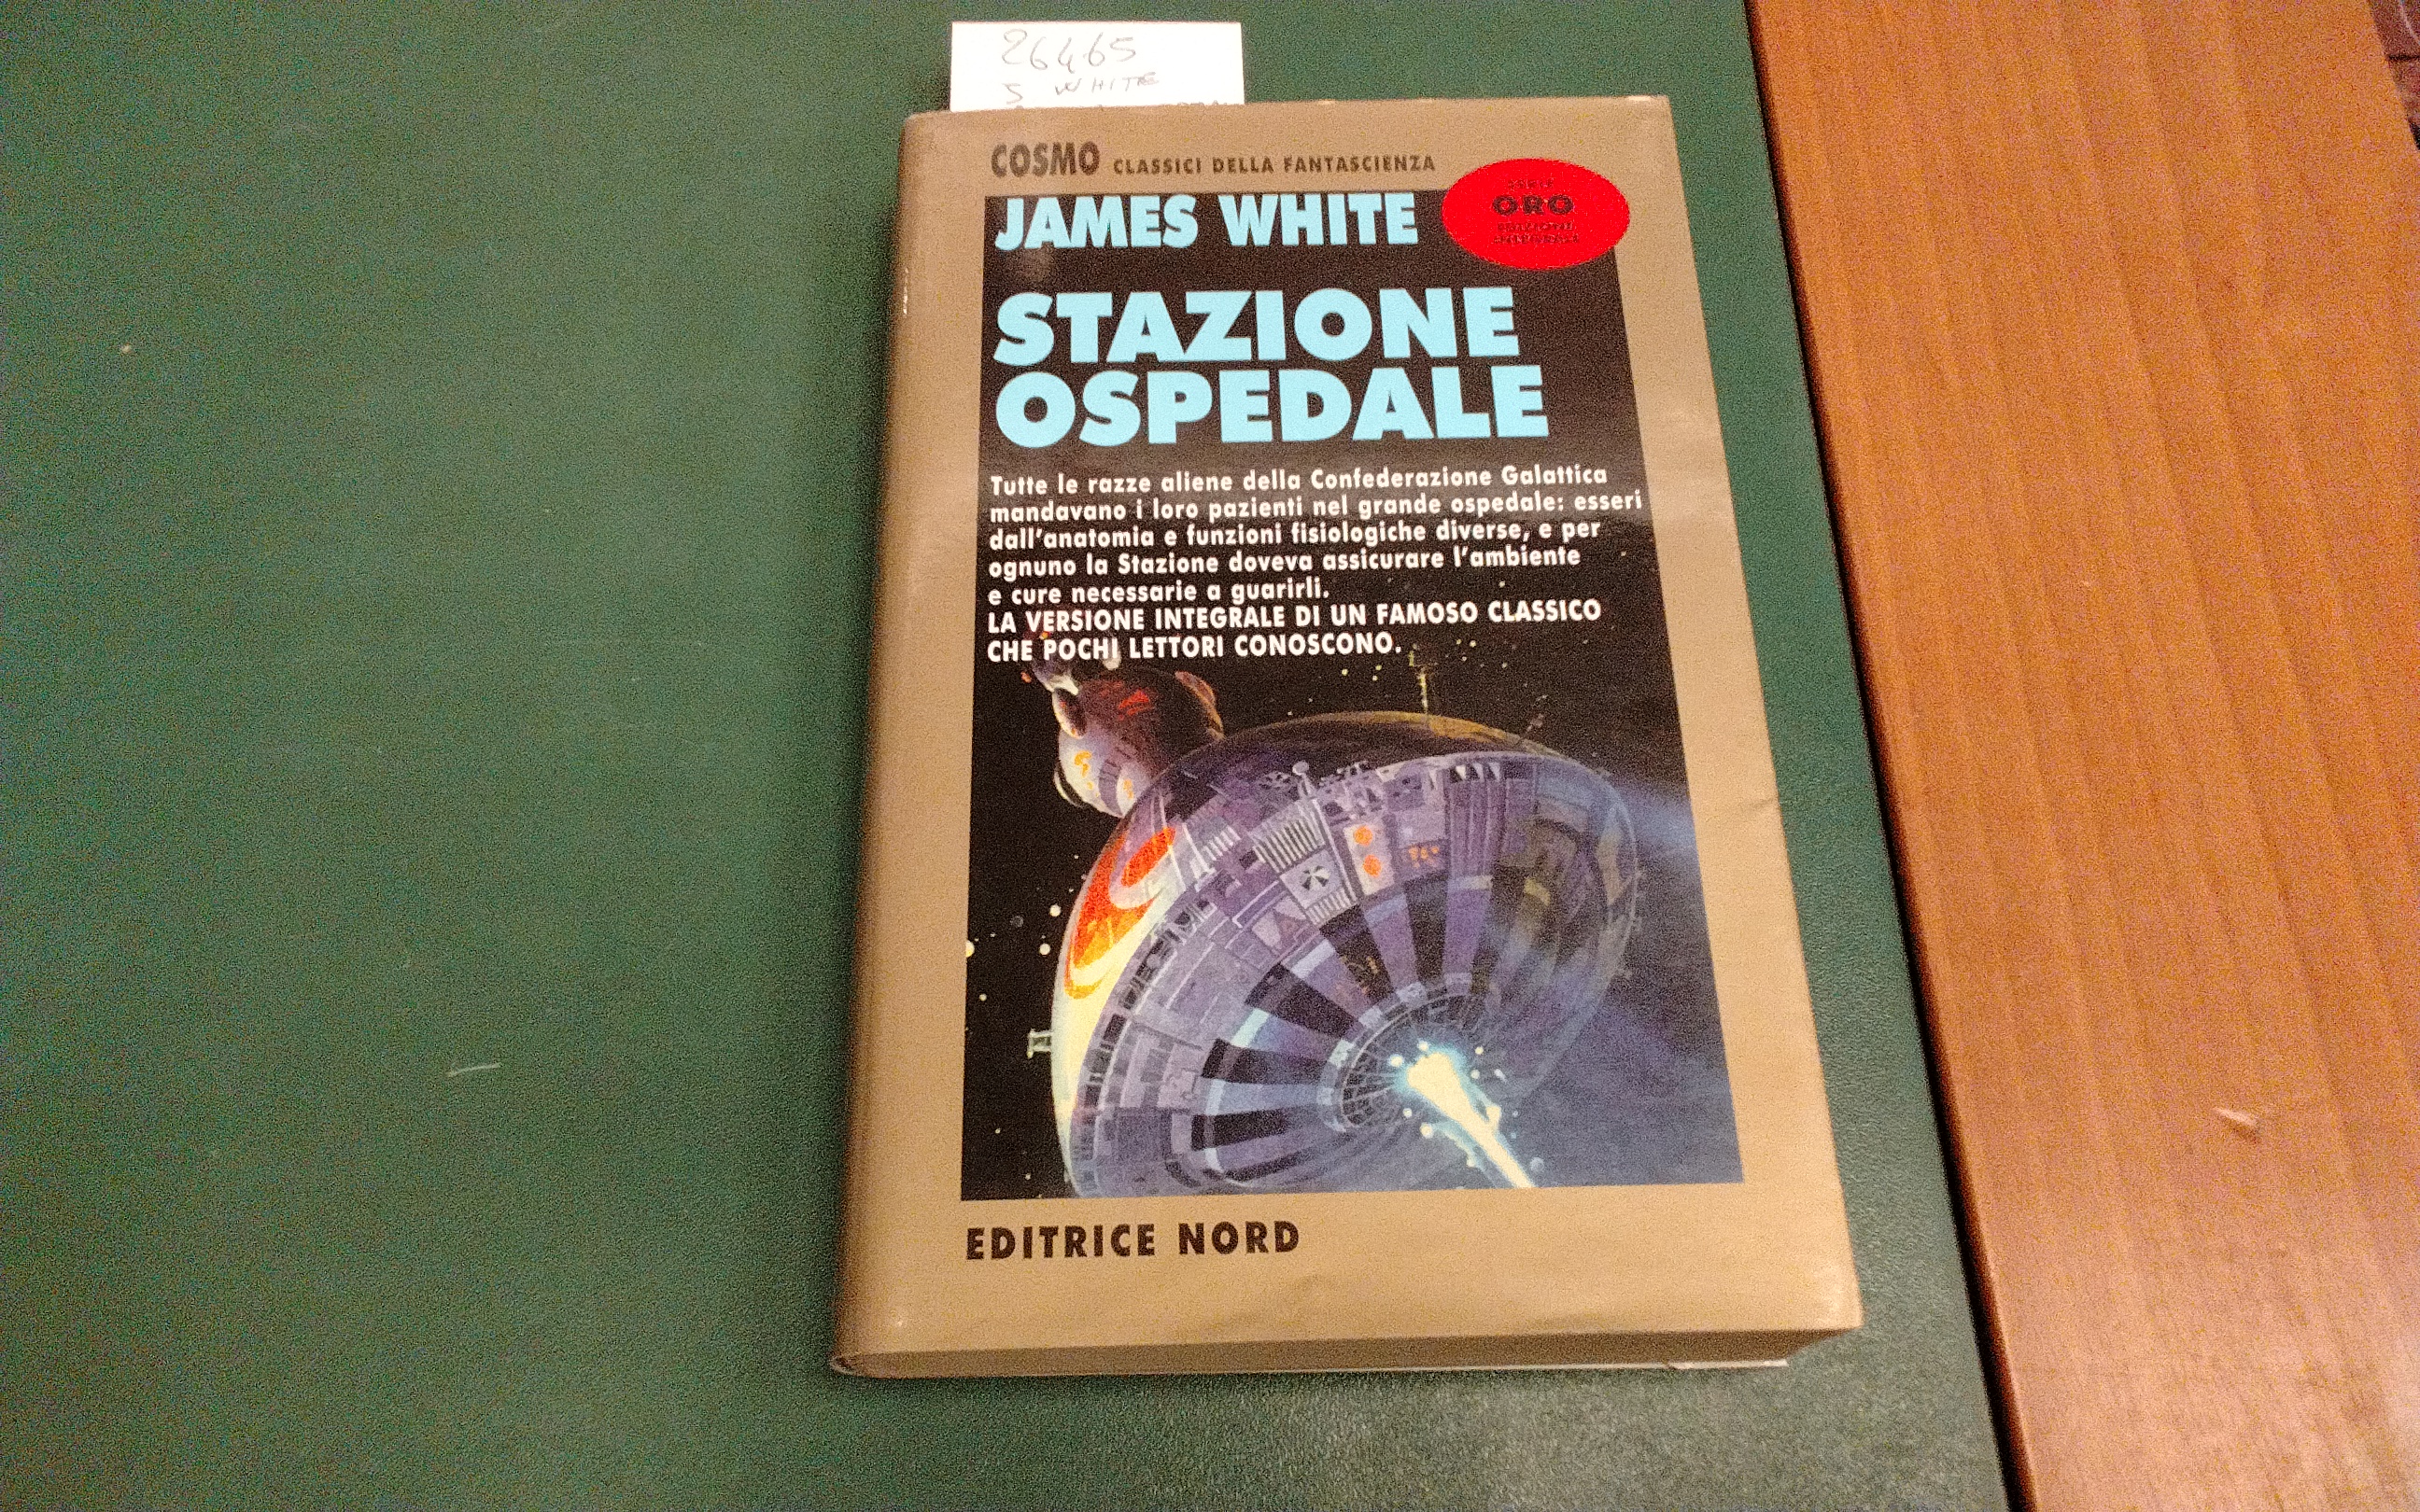 26465
J WHITE
COSMO CLASSICI DELLA FANTASCIENZA
JAMES WHITE
ORO
STAZIONE
OSPEDALE
Tutte le razze aliene della Confederazione Galattica
mandavano i loro pazienti nel grande ospedale: esseri
dall'anatomia e funzioni fisiologiche diverse, e per
ognuno la Stazione doveva assicurare l'ambiente
e cure necessarie a guarirli.
LA VERSIONE INTEGRALE DI UN FAMOSO CLASSICO
CHE POCHI LETTORI CONOSCONO.
EDITRICE NORD